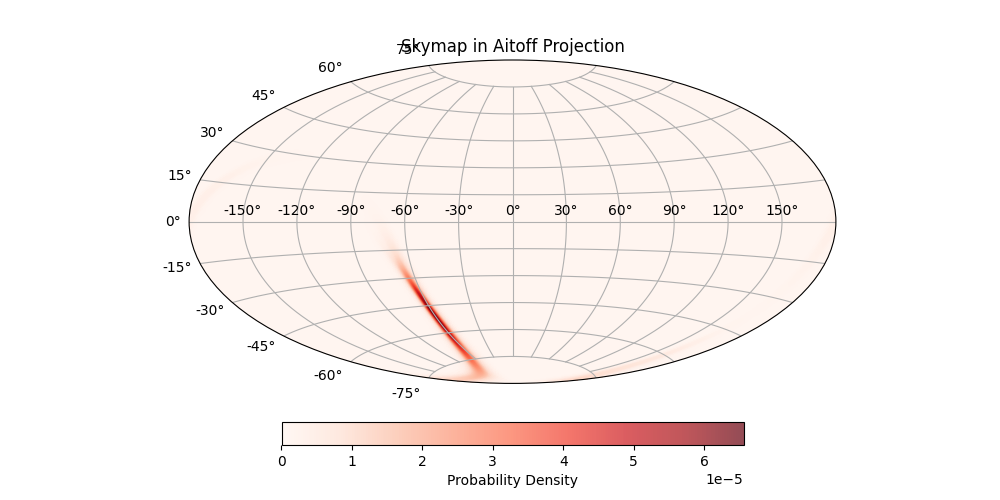 Skymap in Aitoff Projection
75°
60°
45°
30°
15°
0°
-150° -120° -90° -60° -30° 0° 30° 60° 90° 120° 150°
-15°
-30°
-45°
-60°
-75°
0 1 2 3 4 5 6
1e−5
Probability Density